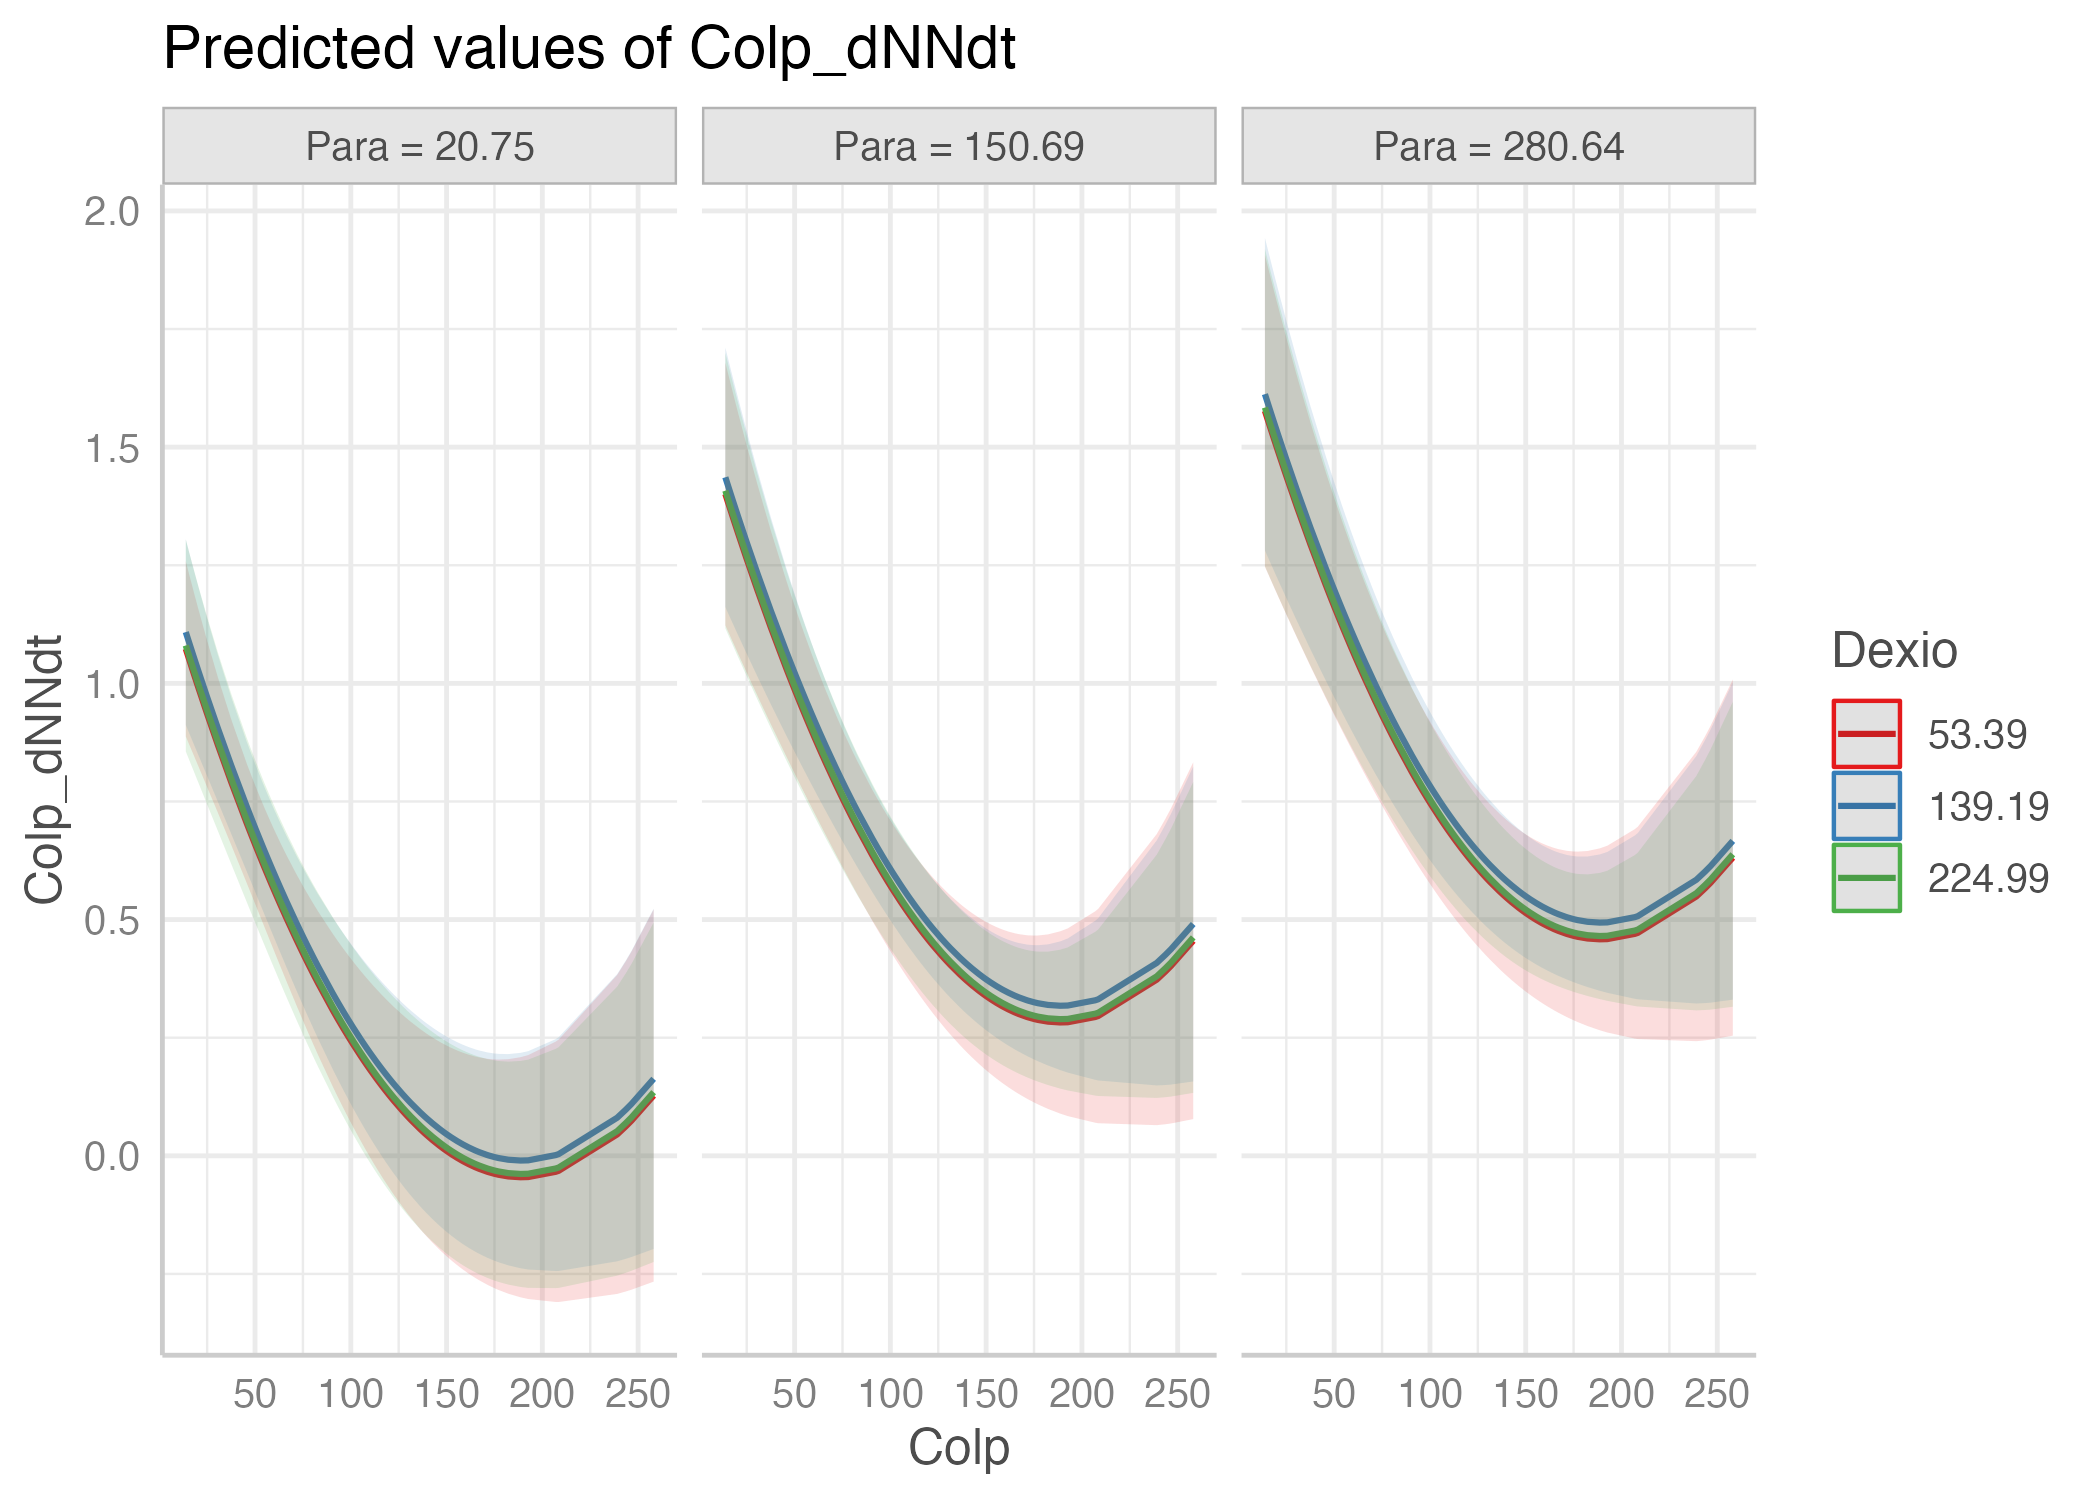 Predicted values of Colp_dNNdt
Para = 20.75
Para = 150.69
Para = 280.64
2.0
1.5
1.0
0.5
0.0
Colp_dNNdt
50 100 150 200 250
50 100 150 200 250
50 100 150 200 250
Colp
Dexio
53.39
139.19
224.99